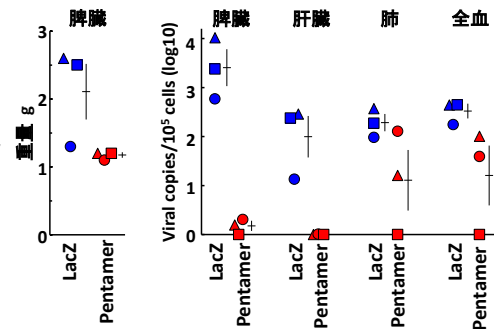 脾臓
重量 g
3
2
1
0
LacZ
Pentamer
脾臓 肝臓 肺 全血
Viral copies/10⁵ cells (log10)
4
3
2
1
0
LacZ
Pentamer
LacZ
Pentamer
LacZ
Pentamer
LacZ
Pentamer